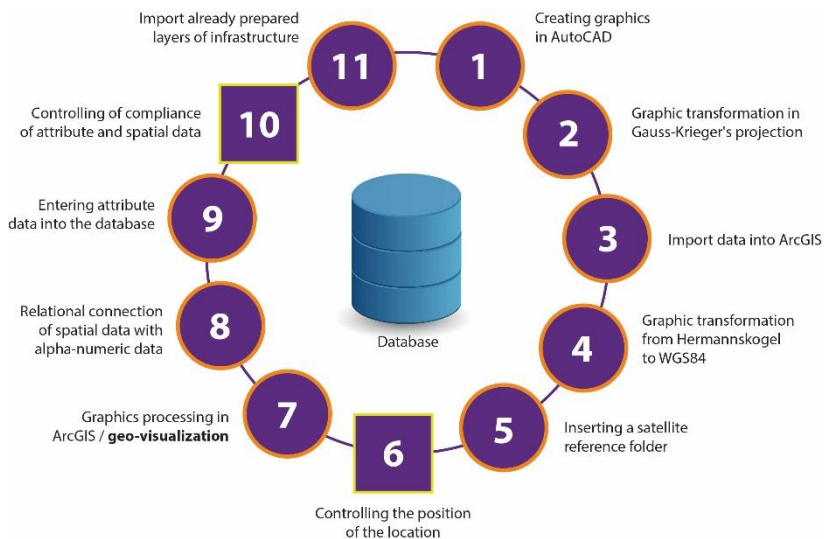 1
Creating graphics
in AutoCAD
2
Graphic transformation in
Gauss-Krieger's projection
3
Import data into ArcGIS
4
Graphic transformation
from Hermannskogel
to WGS84
5
Inserting a satellite
reference folder
6
Controlling the position
of the location
7
Graphics processing in
ArcGIS / geo-visualization
8
Relational connection
of spatial data with
alpha-numeric data
9
Entering attribute
data into the database
10
Controlling of compliance
of attribute and spatial data
11
Import already prepared
layers of infrastructure
Database